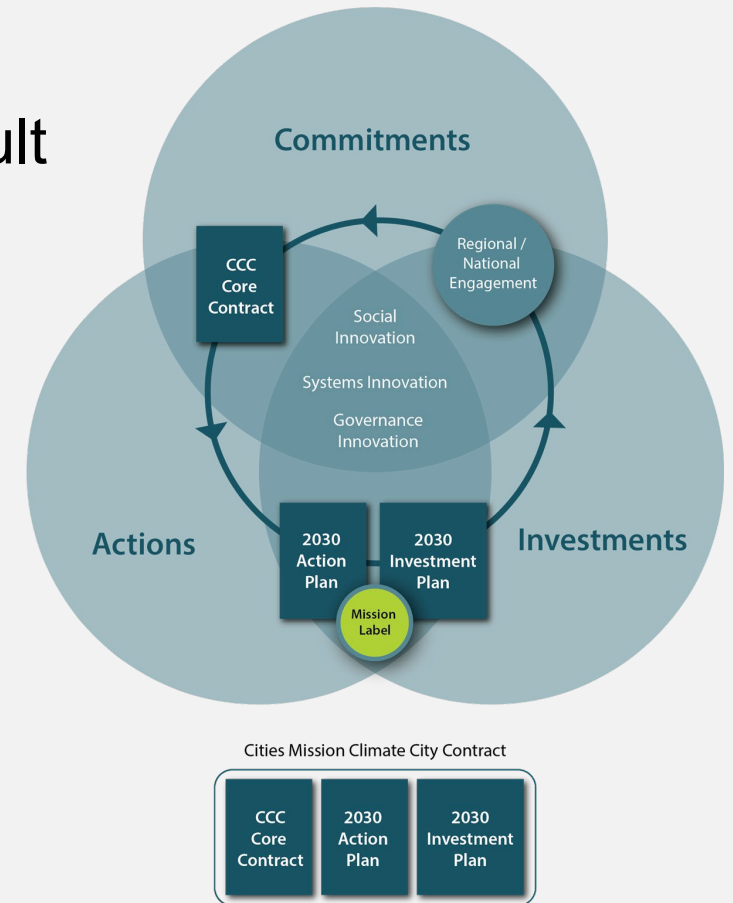 ult
Commitments
CCC
Core
Contract
Regional /
National
Engagement
Social
Innovation
Systems Innovation
Governance
Innovation
Actions
2030
Action
Plan
2030
Investment
Plan
Investments
Mission
Label
Cities Mission Climate City Contract
CCC
Core
Contract
2030
Action
Plan
2030
Investment
Plan